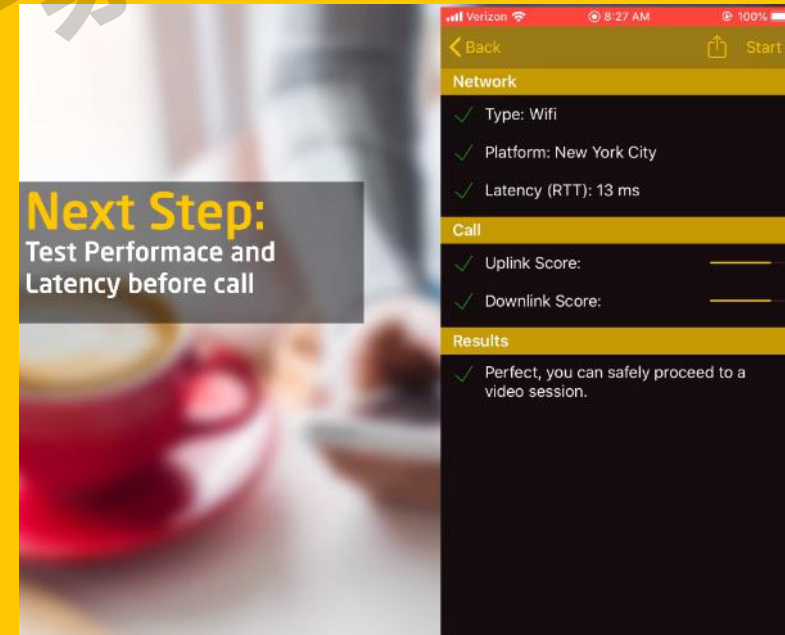 Next Step:
Test Performace and
Latency before call
Verizon 8:27 AM 100%
Back Start
Network
Type: Wifi
Platform: New York City
Latency (RTT): 13 ms
Call
Uplink Score:
Downlink Score:
Results
Perfect, you can safely proceed to a
video session.